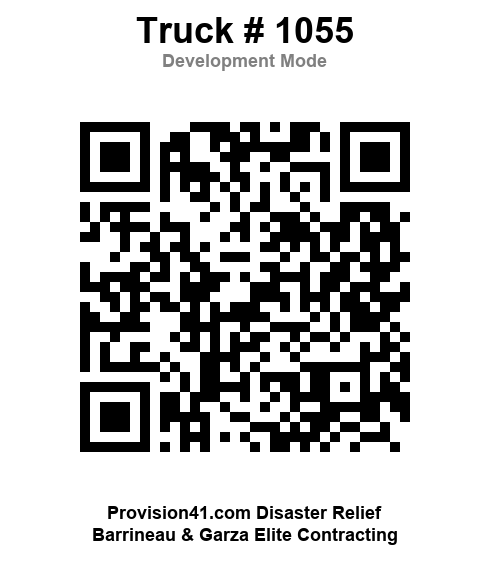 Truck # 1055
Development Mode
Provision41.com Disaster Relief
Barrineau & Garza Elite Contracting